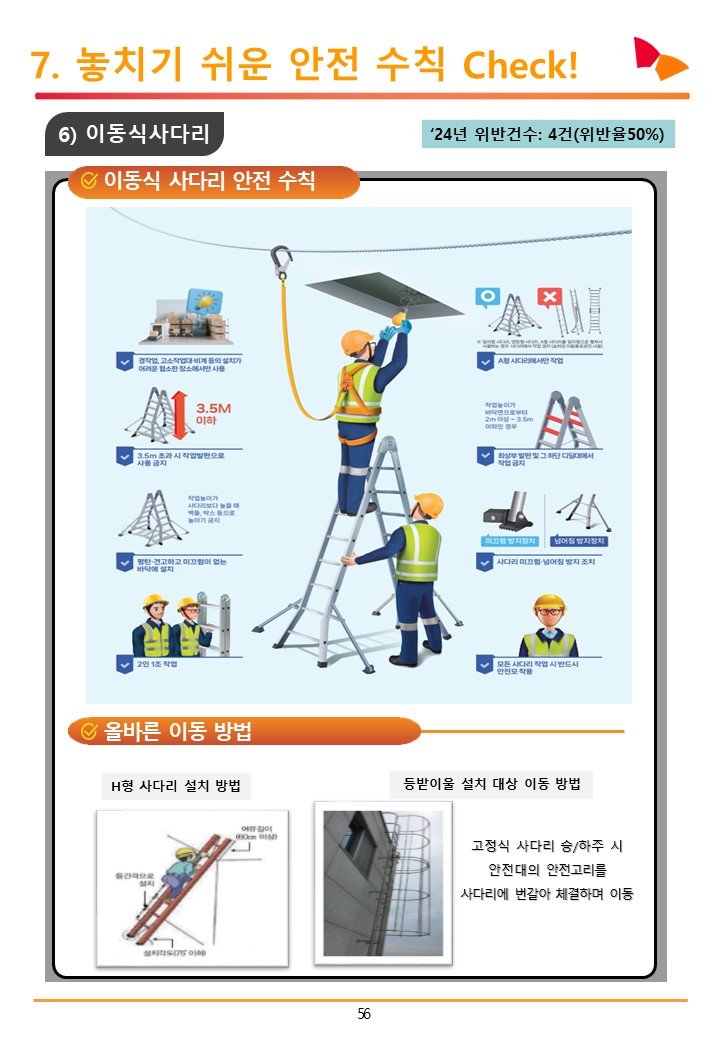 7. 놓치기 쉬운 안전 수칙 Check!
6) 이동식사다리
‘24년 위반건수: 4건(위반율50%)
이동식 사다리 안전 수칙
경작업, 고소작업대·비계 등의 설치가
어려운 협소한 장소에서만 사용
3.5M
이하
3.5m 초과 시 작업발판으로
사용 금지
작업높이가
사다리보다 높을 때
벽돌, 박스 등으로
높이기 금지
평탄·견고하고 미끄럼이 없는
바닥에 설치
2인 1조 작업
A형 사다리에서만 작업
작업높이가
바닥면으로부터
2m 이상 ~ 3.5m
이하인 경우
최상부 발판 및 그 하단 디딤대에서
작업 금지
미끄럼 방지장치
넘어짐 방지장치
사다리 미끄럼·넘어짐 방지 조치
모든 사다리 작업 시 반드시
안전모 착용
올바른 이동 방법
H형 사다리 설치 방법
등받이울 설치 대상 이동 방법
여유길이
(60cm 이상)
등간격으로
설치
설치각도(75˚ 이하)
고정식 사다리 승/하주 시
안전대의 안전고리를
사다리에 번갈아 체결하며 이동
56